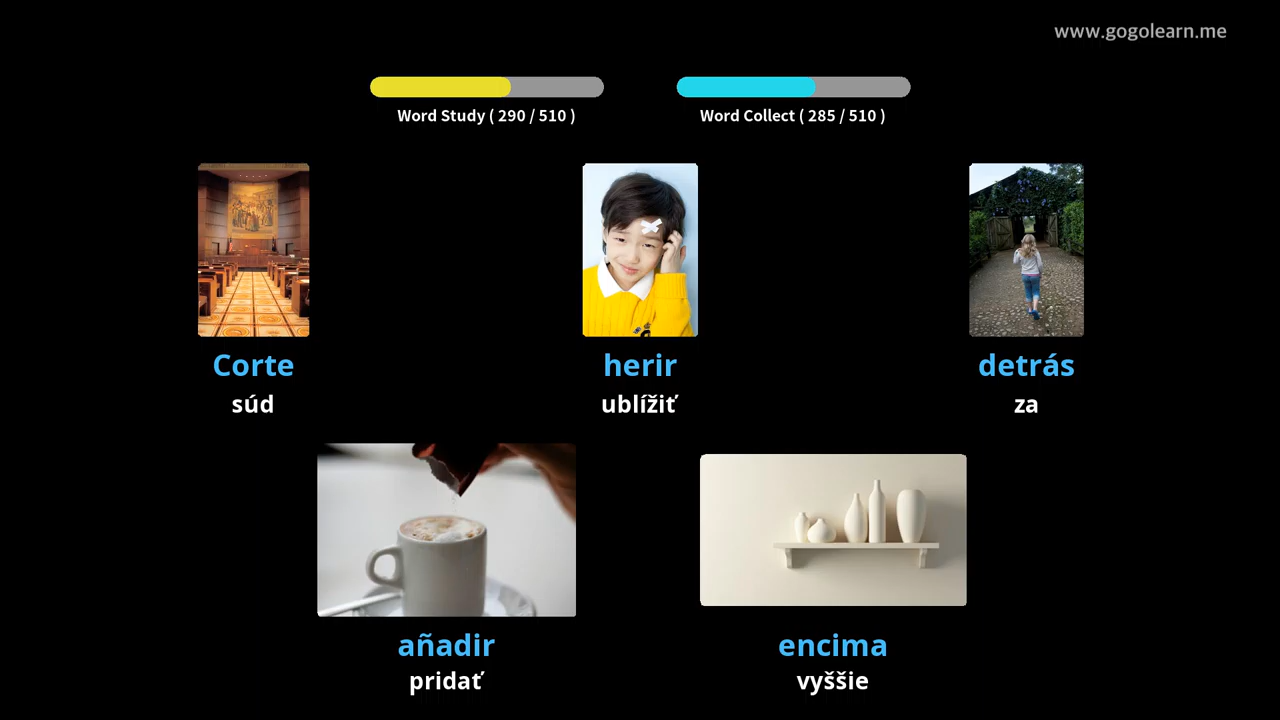 www.gogolearn.me
Word Study ( 290 / 510 )
Word Collect ( 285 / 510 )
Corte
súd
herir
ublížiť
detrás
za
añadir
pridať
encima
vyššie